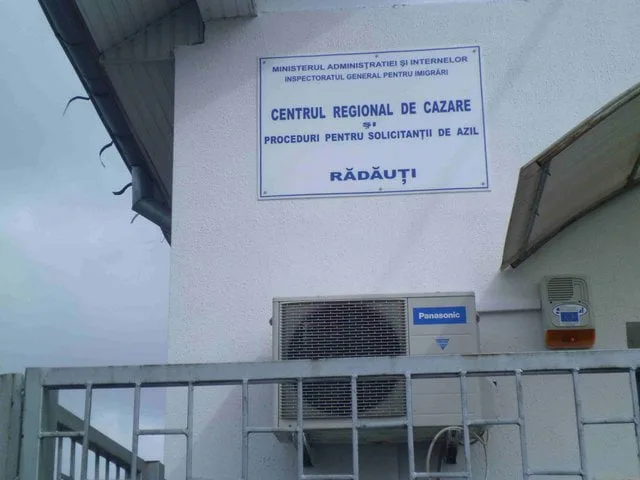 MINISTERUL ADMINISTRATIEI ȘI INTERNELOR
INSPECTORATUL GENERAL PENTRU IMIGRĂRI
CENTRUL REGIONAL DE CAZARE
ȘI
PROCEDURI PENTRU SOLICITANȚII DE AZIL
RĂDĂUȚI
Panasonic